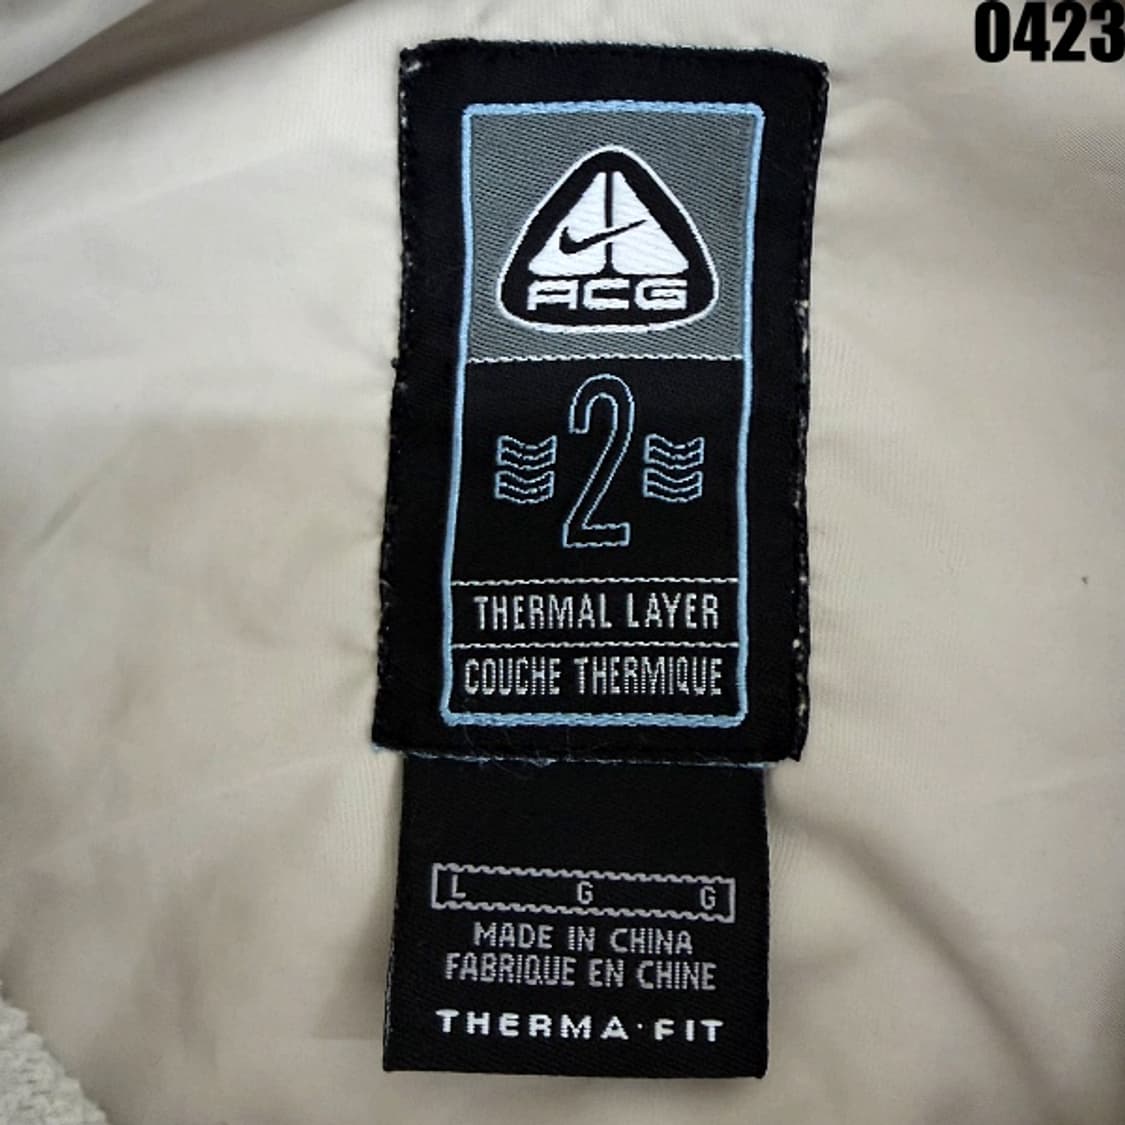 0423
ACG
2
THERMAL LAYER
COUCHE THERMIQUE
L G G
MADE IN CHINA
FABRIQUE EN CHINE
THERMA·FIT